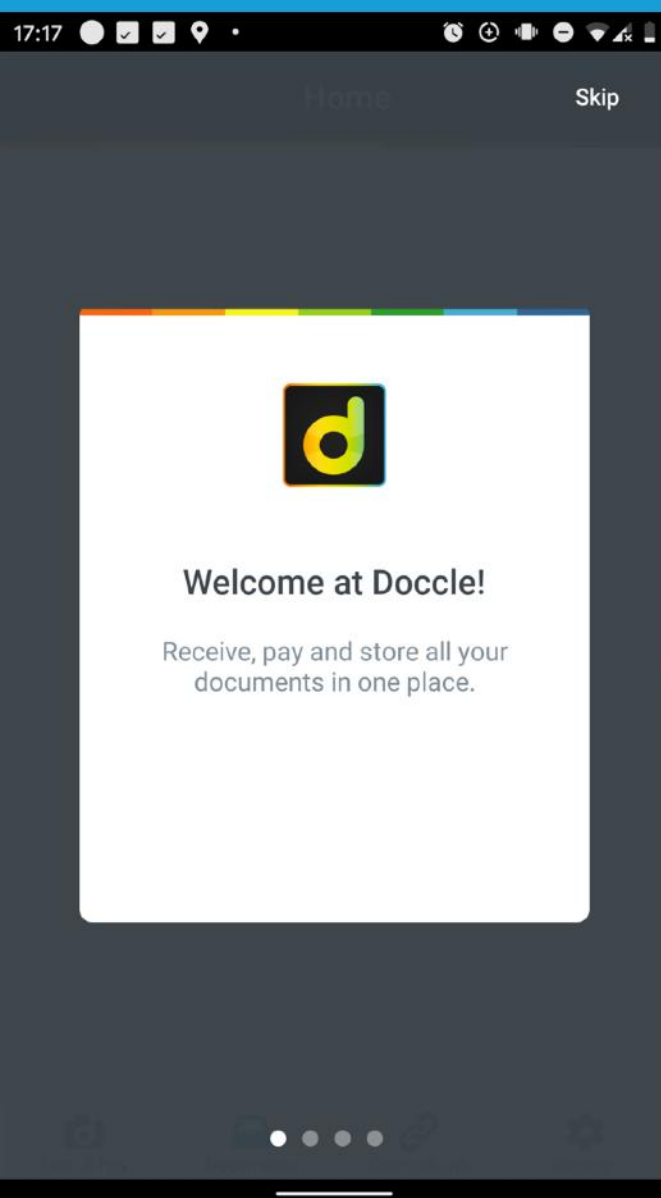 17:17
Home
Skip
d
Welcome at Doccle!
Receive, pay and store all your
documents in one place.